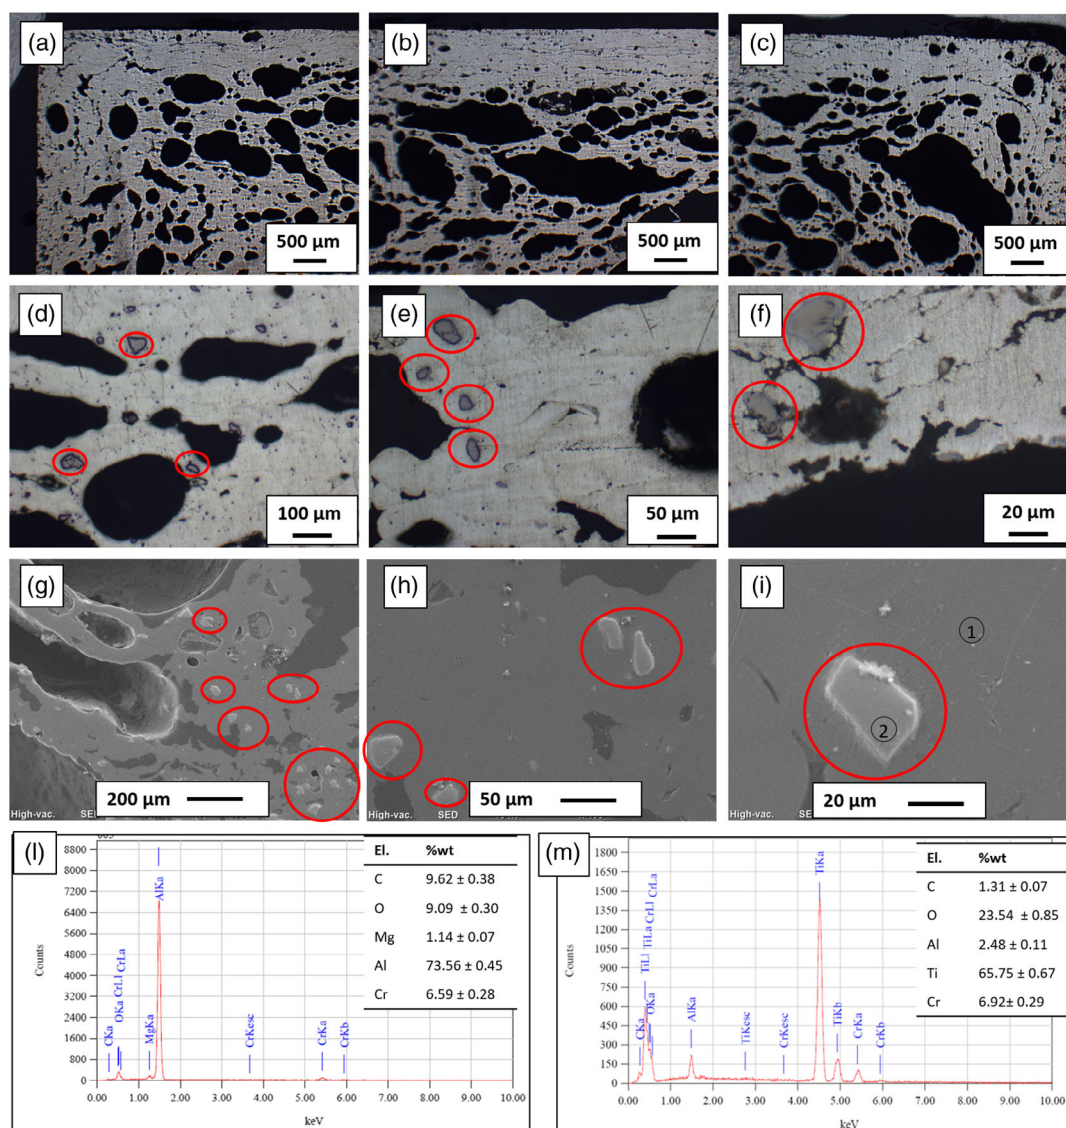 (a)
500 µm
(b)
500 µm
(c)
500 µm
(d)
100 µm
(e)
50 µm
(f)
20 µm
(g)
High-vac.
200 µm
(h)
High-vac. SED
50 µm
(i)
1
2
High-vac. SED
20 µm
(l)
8800
8000
7200
6400
5600
4800
4000
3200
2400
1600
800
0
Counts
0.00 1.00 2.00 3.00 4.00 5.00 6.00 7.00 8.00 9.00 10.00
keV
CKa
OKa
CrLl
CrLa
MgKa
AlKa
CrKesc
CrKa
CrKb
El. %wt
C 9.62 ± 0.38
O 9.09 ± 0.30
Mg 1.14 ± 0.07
Al 73.56 ± 0.45
Cr 6.59 ± 0.28
(m)
1800
1650
1500
1350
1200
1050
900
750
600
450
300
150
0
Counts
0.00 1.00 2.00 3.00 4.00 5.00 6.00 7.00 8.00 9.00 10.00
keV
CKa
TiLl
TiLa
OKa
CrLl
CrLa
AlKa
TiKesc
CrKesc
TiKa
TiKb
CrKa
CrKb
El. %wt
C 1.31 ± 0.07
O 23.54 ± 0.85
Al 2.48 ± 0.11
Ti 65.75 ± 0.67
Cr 6.92± 0.29